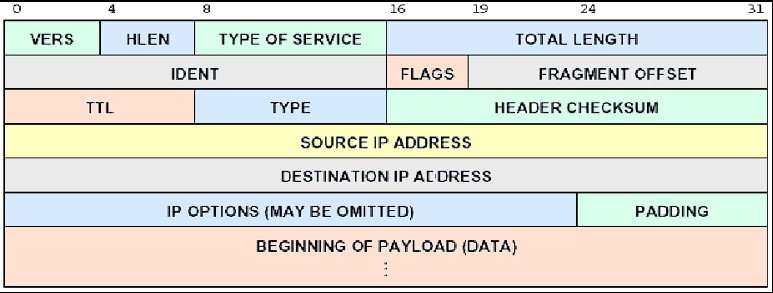 0 4 8 16 19 24 31
VERS HLEN TYPE OF SERVICE TOTAL LENGTH
IDENT FLAGS FRAGMENT OFFSET
TTL TYPE HEADER CHECKSUM
SOURCE IP ADDRESS
DESTINATION IP ADDRESS
IP OPTIONS (MAY BE OMITTED) PADDING
BEGINNING OF PAYLOAD (DATA)
⋮